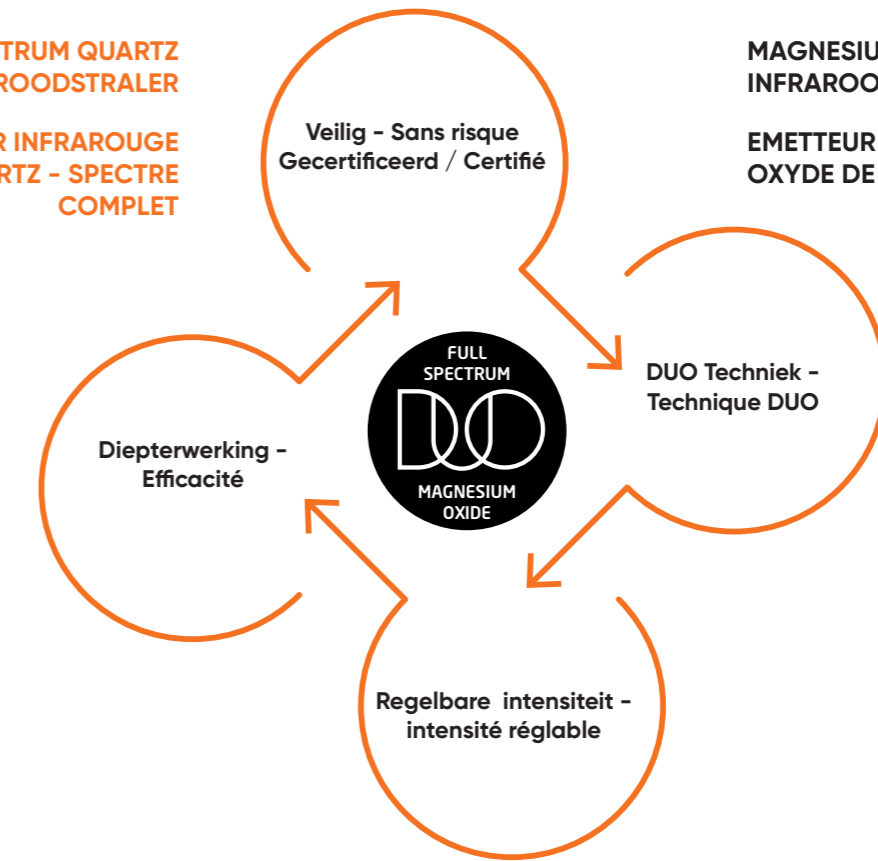 TRUM QUARTZ
ROODSTRALER
R INFRAROUGE
RTZ - SPECTRE
COMPLET
MAGNESIU
INFRAROO
EMETTEUR
OXYDE DE
Veilig - Sans risque
Gecertificeerd / Certifié
DUO Techniek -
Technique DUO
Regelbare intensiteit -
intensité réglable
Diepterwerking -
Efficacité
FULL
SPECTRUM
DUO
MAGNESIUM
OXIDE